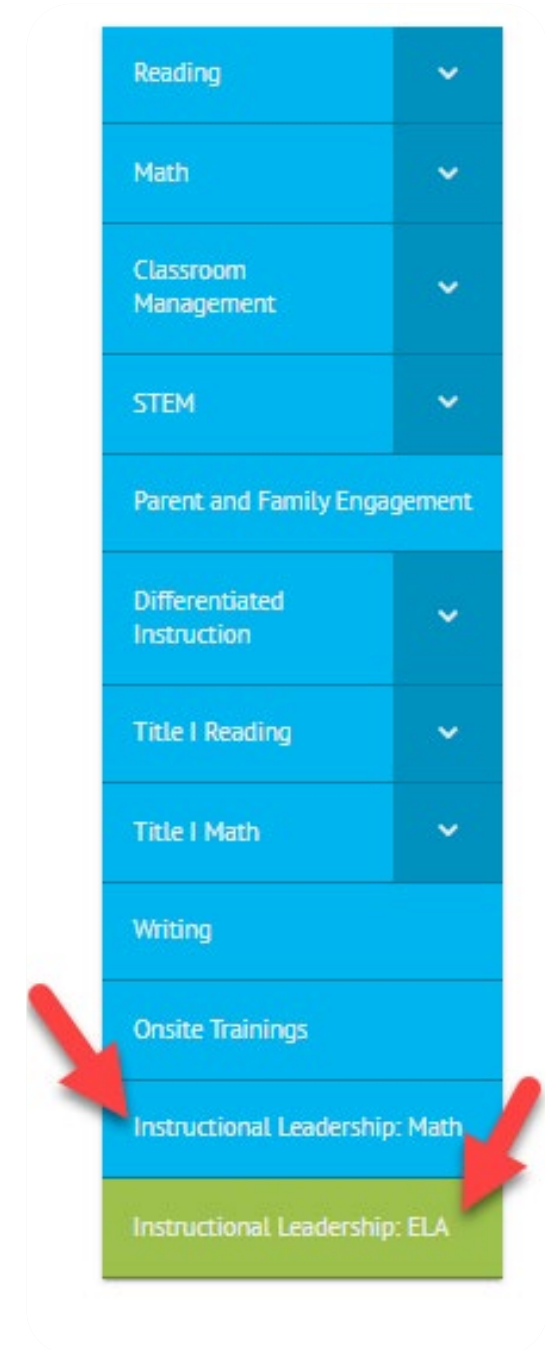 Reading
Math
Classroom
Management
STEM
Parent and Family Engagement
Differentiated
Instruction
Title I Reading
Title I Math
Writing
Onsite Trainings
Instructional Leadership: Math
Instructional Leadership: ELA